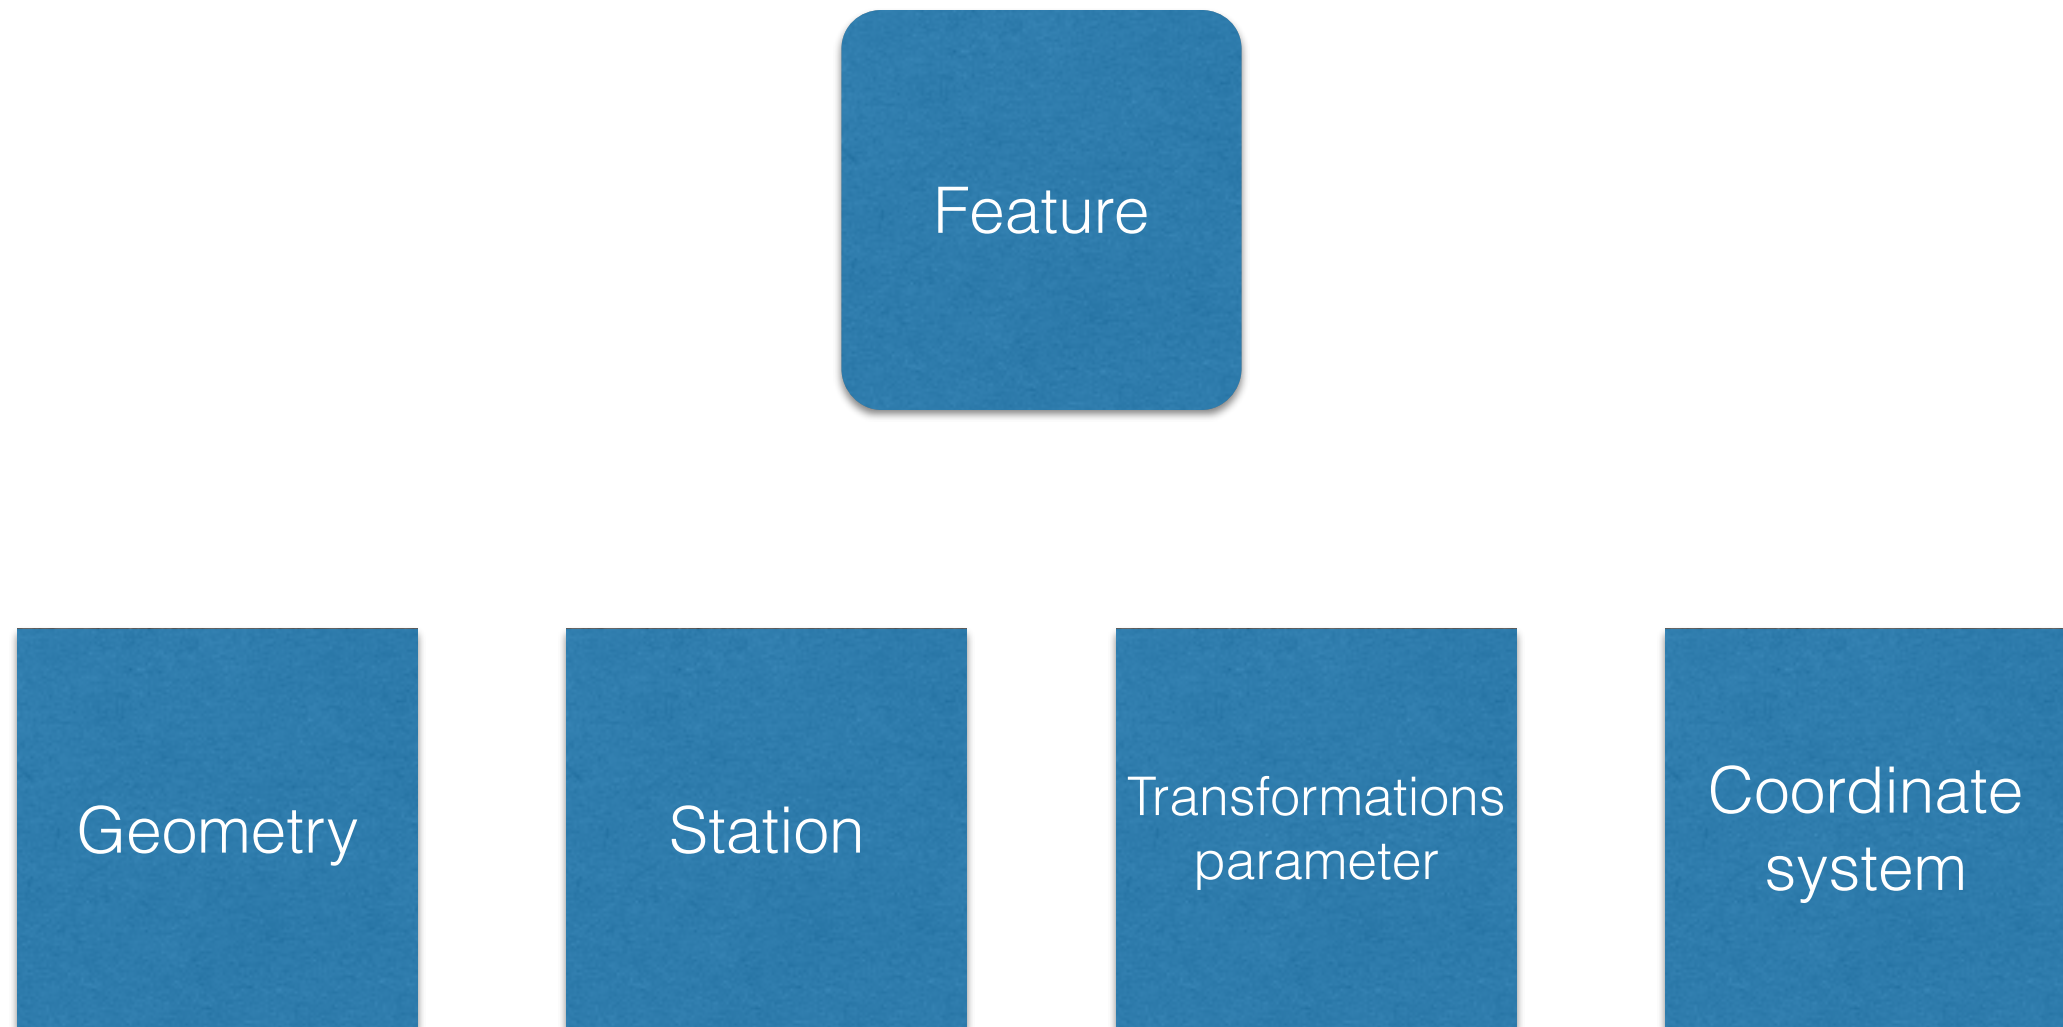 Feature
Geometry
Station
Transformations
parameter
Coordinate
system